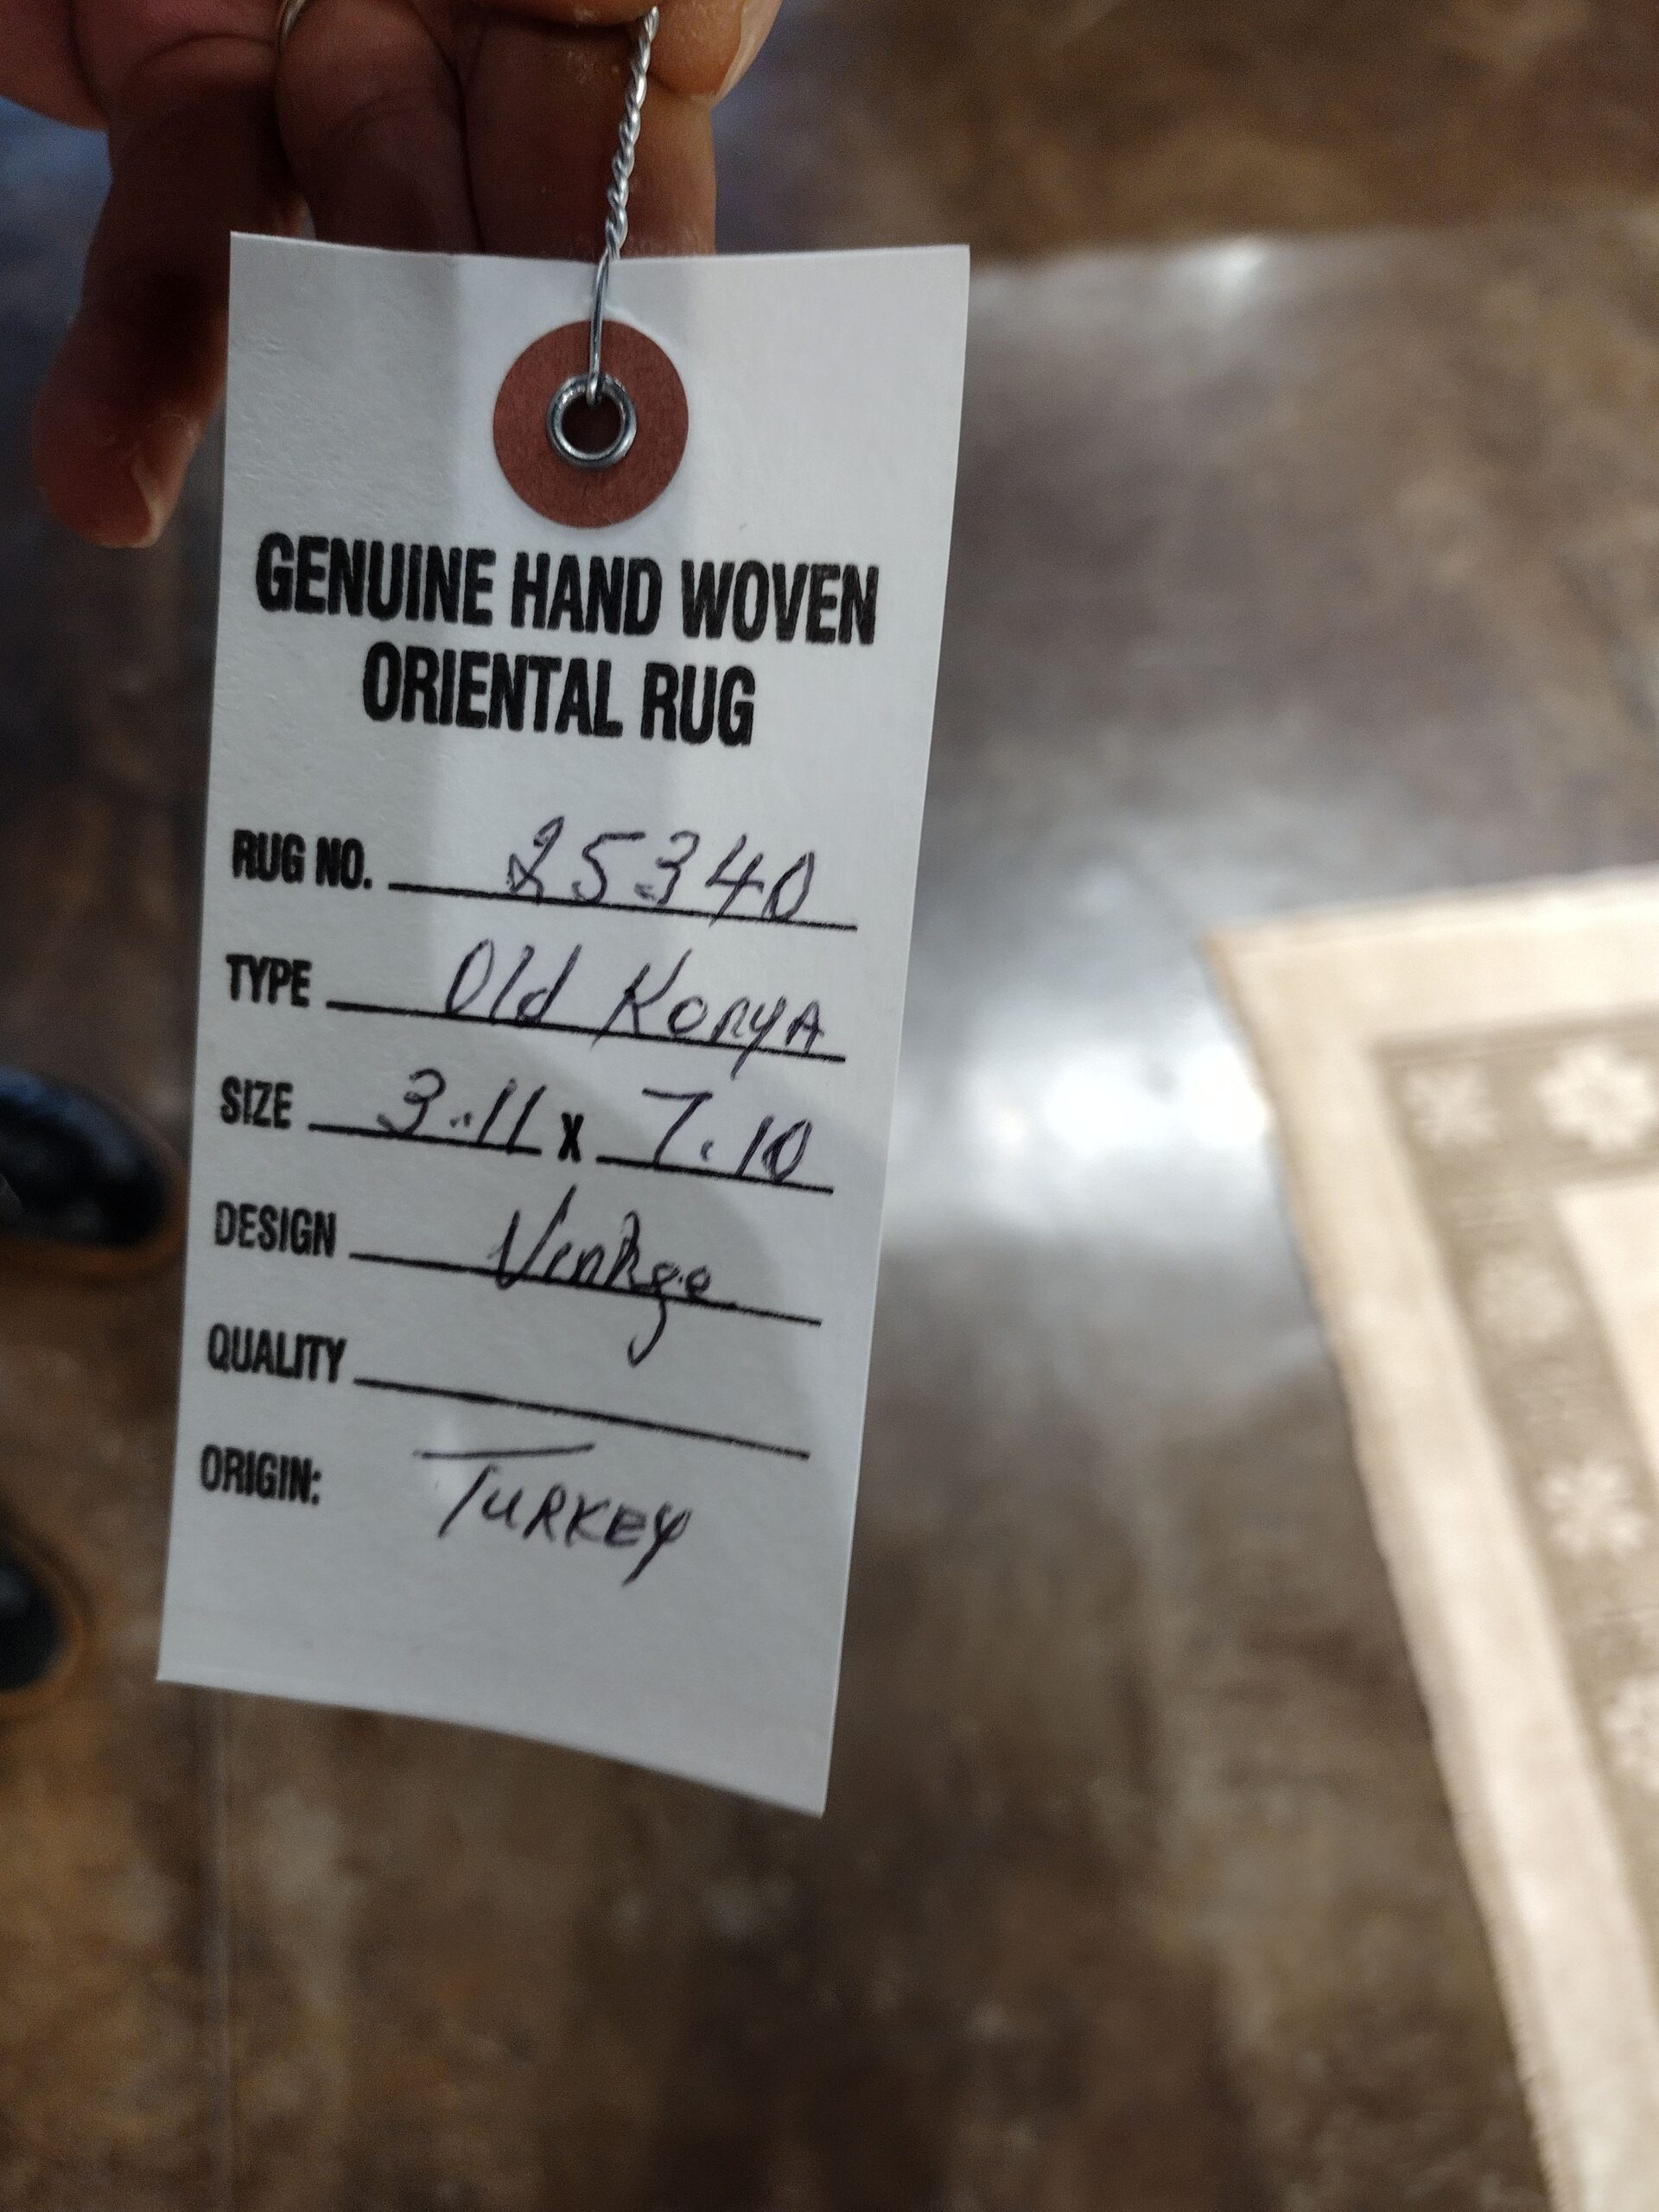 GENUINE HAND WOVEN
ORIENTAL RUG
RUG NO. 25340
TYPE Old KonyA
SIZE 3.11 x 7.10
DESIGN Vintage
QUALITY
ORIGIN: TURKEY